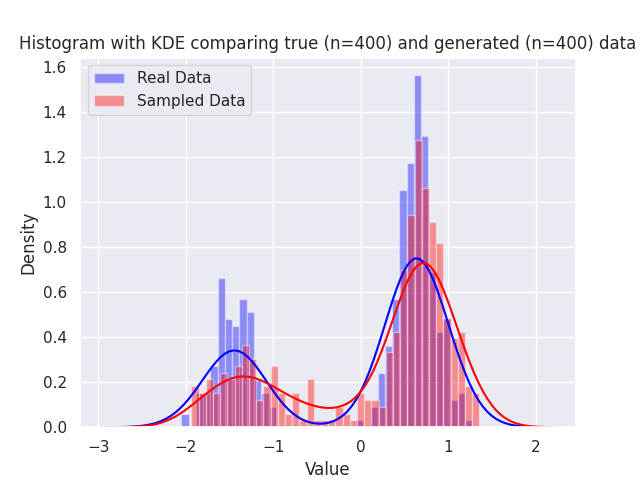 Histogram with KDE comparing true (n=400) and generated (n=400) data
Real Data
Sampled Data
1.6
1.4
1.2
1.0
0.8
0.6
0.4
0.2
0.0
Density
−3 −2 −1 0 1 2
Value